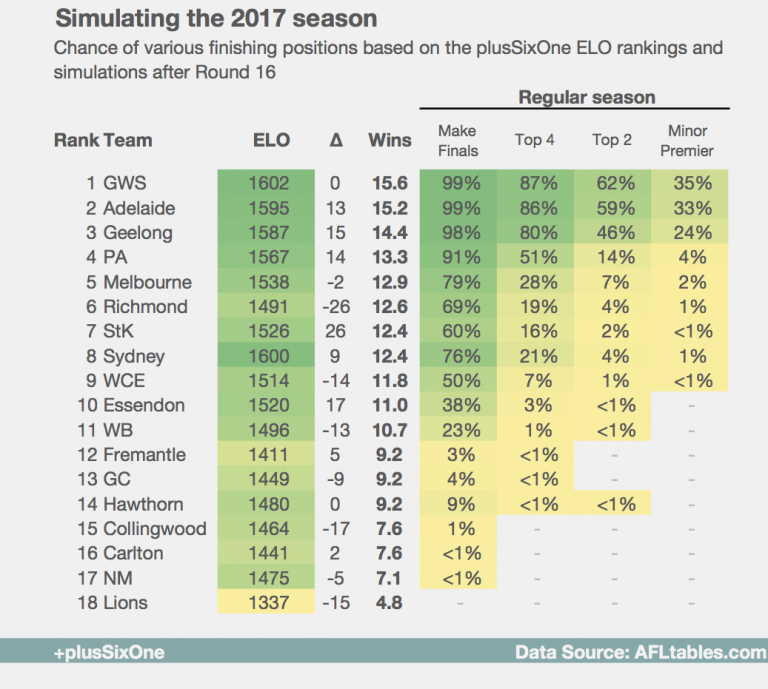 Simulating the 2017 season
Chance of various finishing positions based on the plusSixOne ELO rankings and
simulations after Round 16
Regular season
Rank Team ELO Δ Wins Make Finals Top 4 Top 2 Minor Premier
1 GWS 1602 0 15.6 99% 87% 62% 35%
2 Adelaide 1595 13 15.2 99% 86% 59% 33%
3 Geelong 1587 15 14.4 98% 80% 46% 24%
4 PA 1567 14 13.3 91% 51% 14% 4%
5 Melbourne 1538 -2 12.9 79% 28% 7% 2%
6 Richmond 1491 -26 12.6 69% 19% 4% 1%
7 StK 1526 26 12.4 60% 16% 2% <1%
8 Sydney 1600 9 12.4 76% 21% 4% 1%
9 WCE 1514 -14 11.8 50% 7% 1% <1%
10 Essendon 1520 17 11.0 38% 3% <1% -
11 WB 1496 -13 10.7 23% 1% <1% -
12 Fremantle 1411 5 9.2 3% <1% - -
13 GC 1449 -9 9.2 4% <1% - -
14 Hawthorn 1480 0 9.2 9% <1% <1% -
15 Collingwood 1464 -17 7.6 1% - - -
16 Carlton 1441 2 7.6 <1% - - -
17 NM 1475 -5 7.1 <1% - - -
18 Lions 1337 -15 4.8 - - - -
+plusSixOne Data Source: AFLtables.com